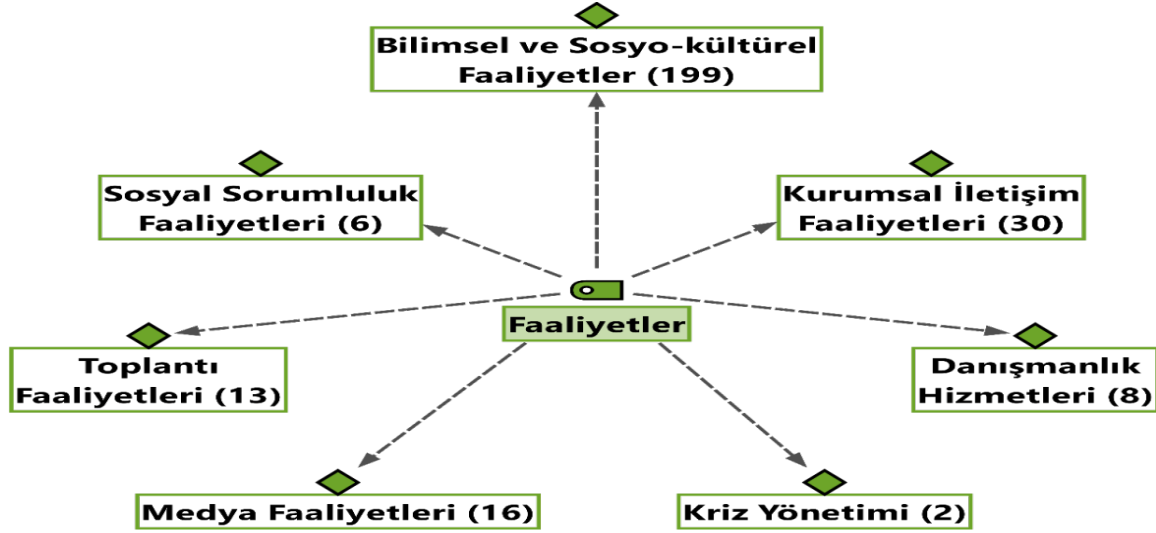 Bilimsel ve Sosyo-kültürel
Faaliyetler (199)
Sosyal Sorumluluk
Faaliyetleri (6)
Kurumsal İletişim
Faaliyetleri (30)
Faaliyetler
Toplantı
Faaliyetleri (13)
Danışmanlık
Hizmetleri (8)
Medya Faaliyetleri (16)
Kriz Yönetimi (2)